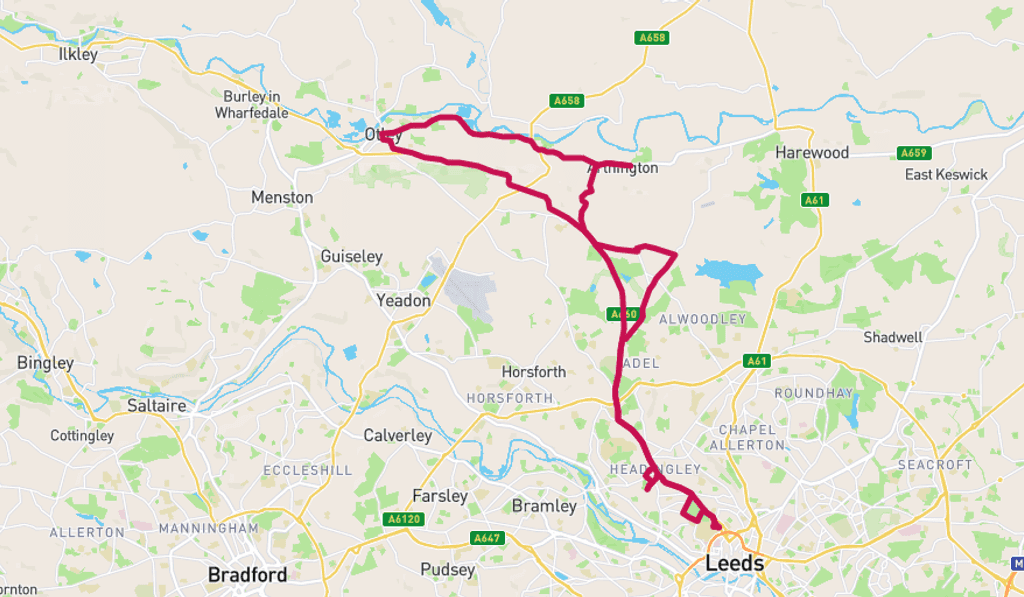 A658
Ilkley
Burley in
Wharfedale
A658
Otley
Harewood
A659
Arthington
East Keswick
Menston
A61
Guiseley
Yeadon
A660
ALWOODLEY
Shadwell
Bingley
Horsforth
ADEL
A61
Saltaire
HORSFORTH
ROUNDHAY
Cottingley
Calverley
CHAPEL
ALLERTON
ECCLESHILL
HEADINGLEY
SEACROFT
Farsley
Bramley
ALLERTON
MANNINGHAM
A6120
A647
Leeds
Bradford
Pudsey
M
ornton